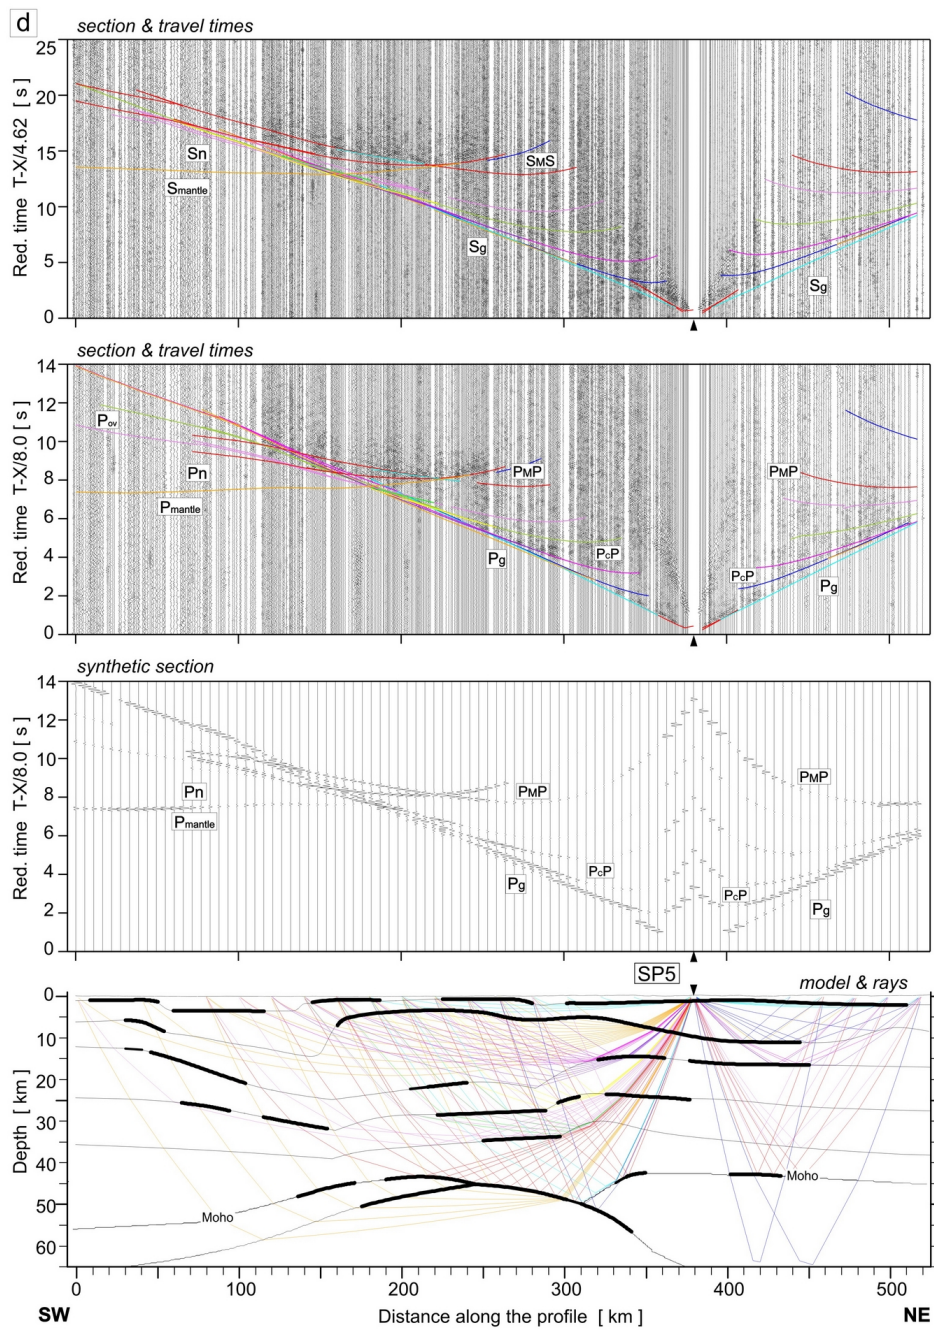 d
section & travel times
Red. time T-X/4.62 [ s ]
25
20
15
10
5
0
Sn
Smantle
SMS
Sg
Sg
section & travel times
Red. time T-X/8.0 [ s ]
14
12
10
8
6
4
2
0
Pov
Pn
Pmantle
PMP
PMP
Pg
PcP
PcP
Pg
synthetic section
Red. time T-X/8.0 [ s ]
14
12
10
8
6
4
2
0
Pn
Pmantle
PMP
PMP
PcP
PcP
Pg
Pg
SP5
model & rays
Depth [ km ]
0
10
20
30
40
50
60
Moho
Moho
0 100 200 300 400 500
SW Distance along the profile [ km ] NE